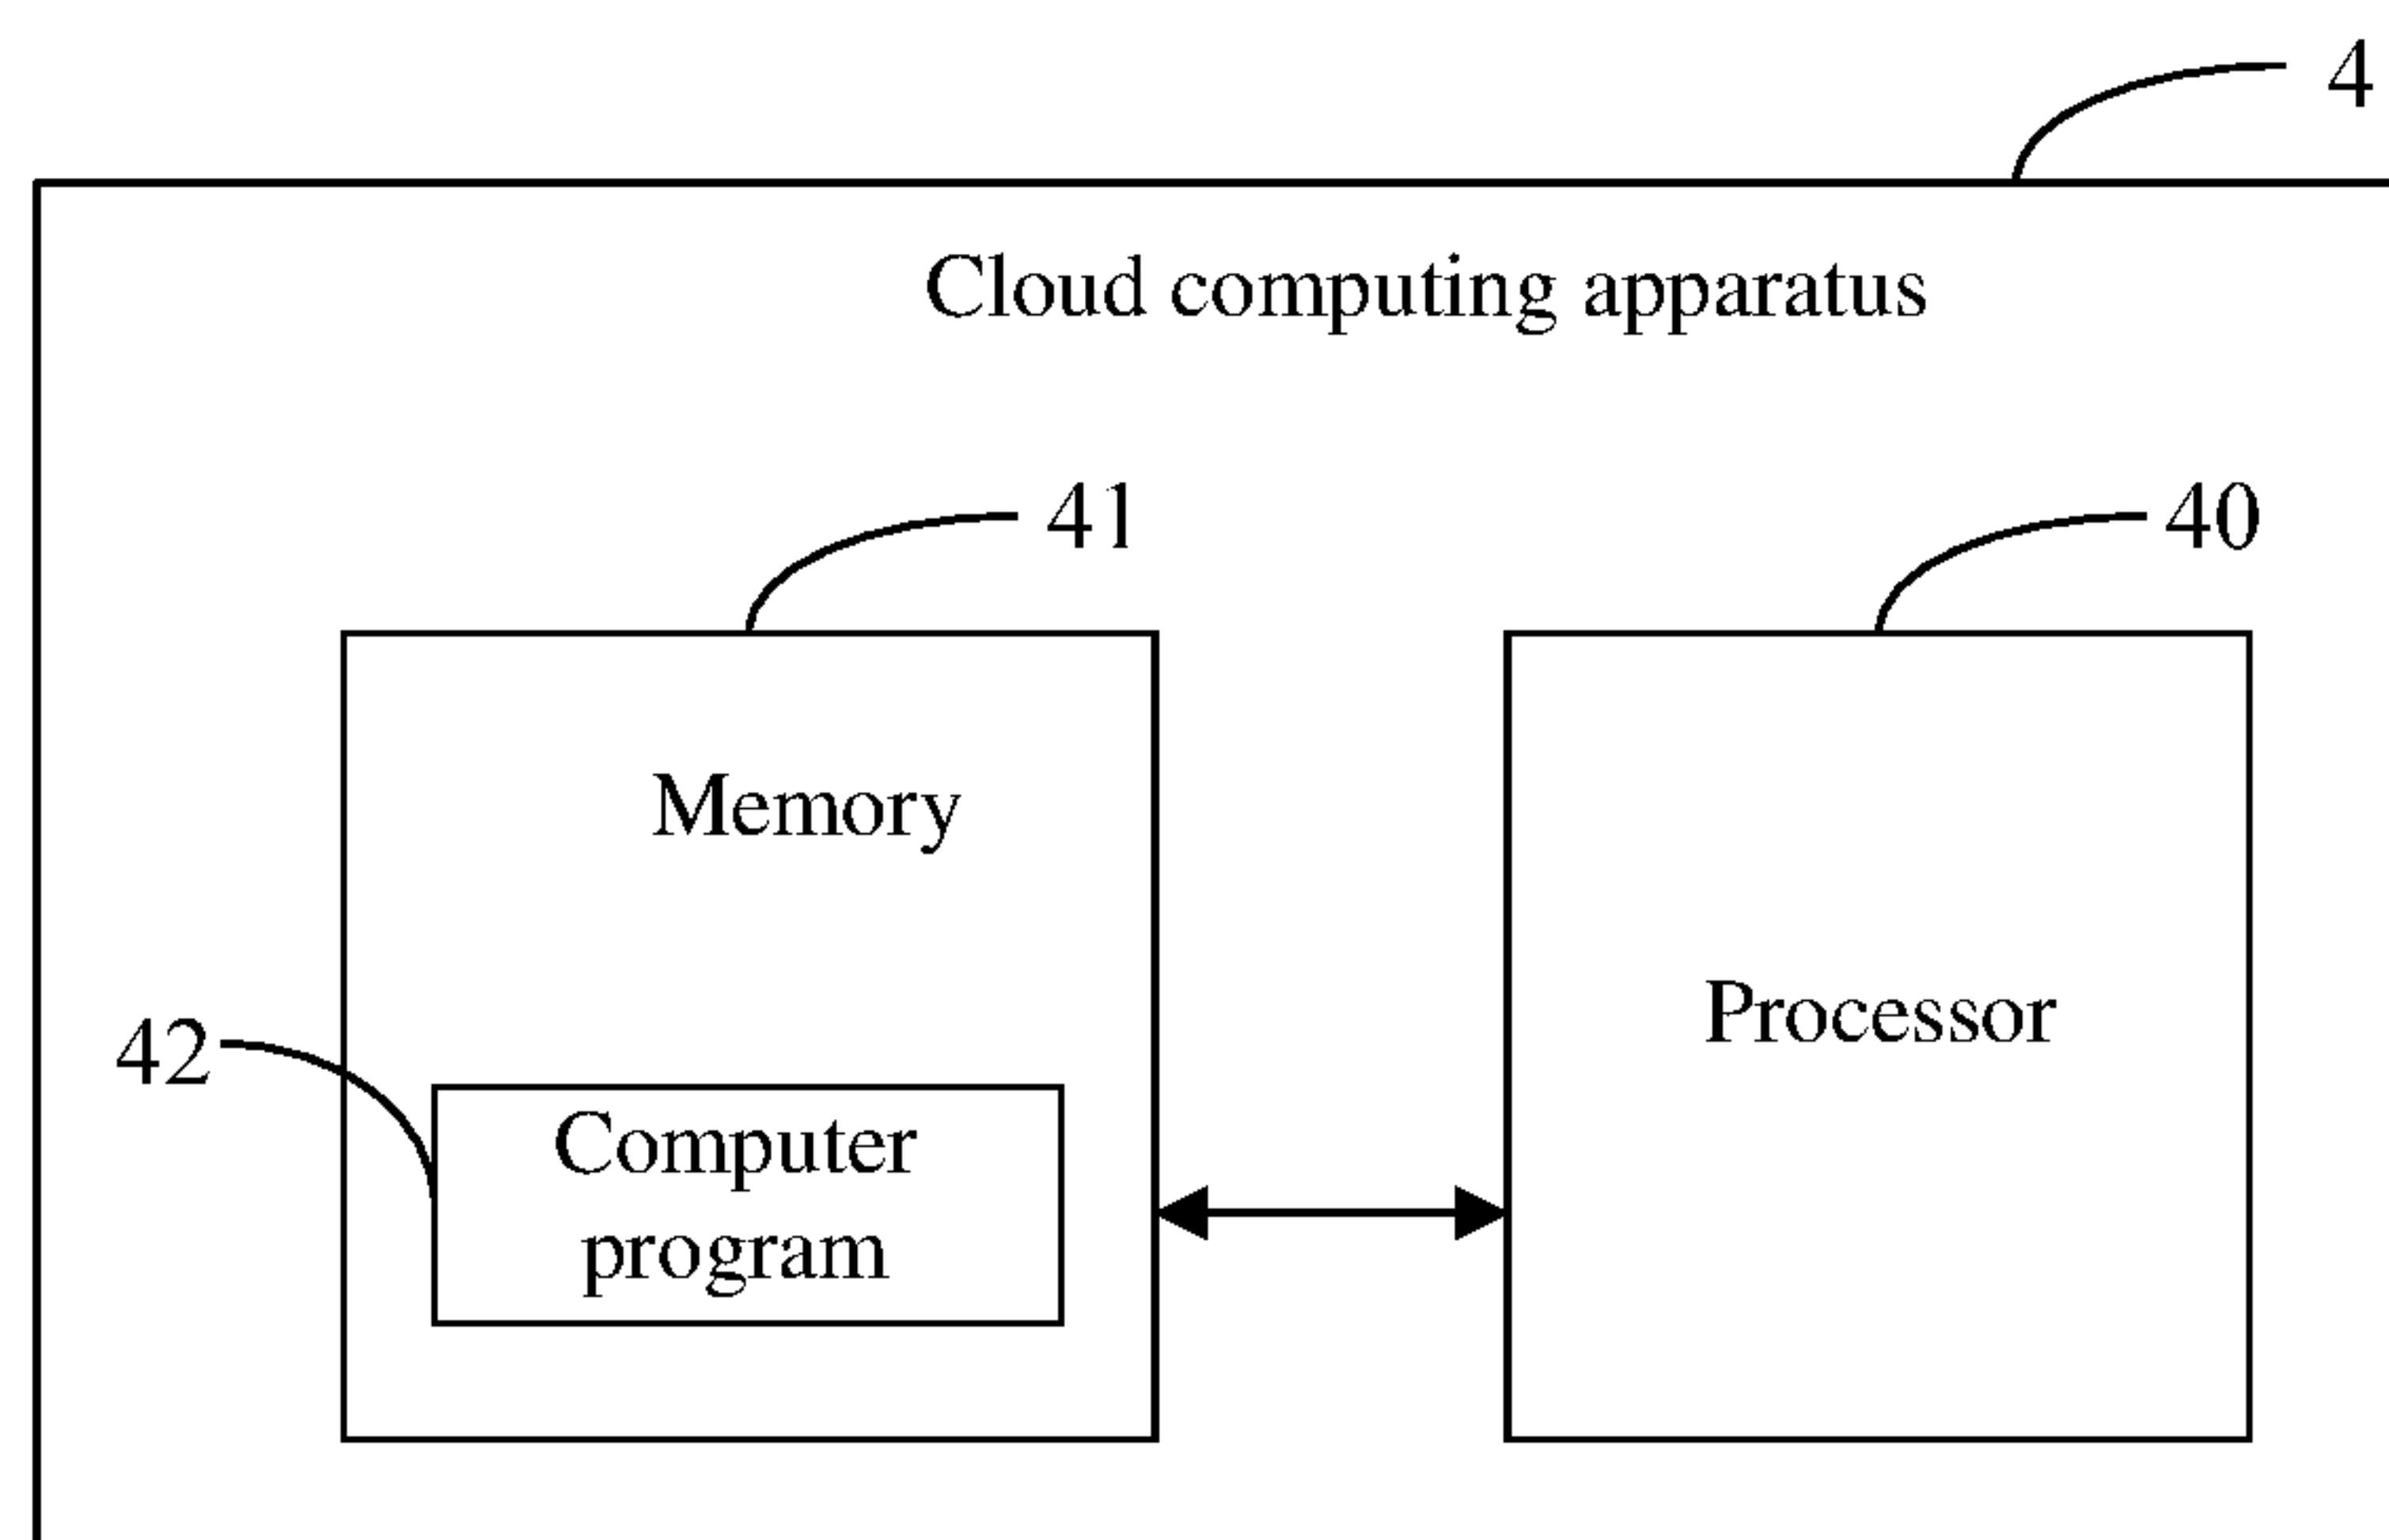 4
Cloud computing apparatus
41
40
Memory
Processor
42
Computer
program